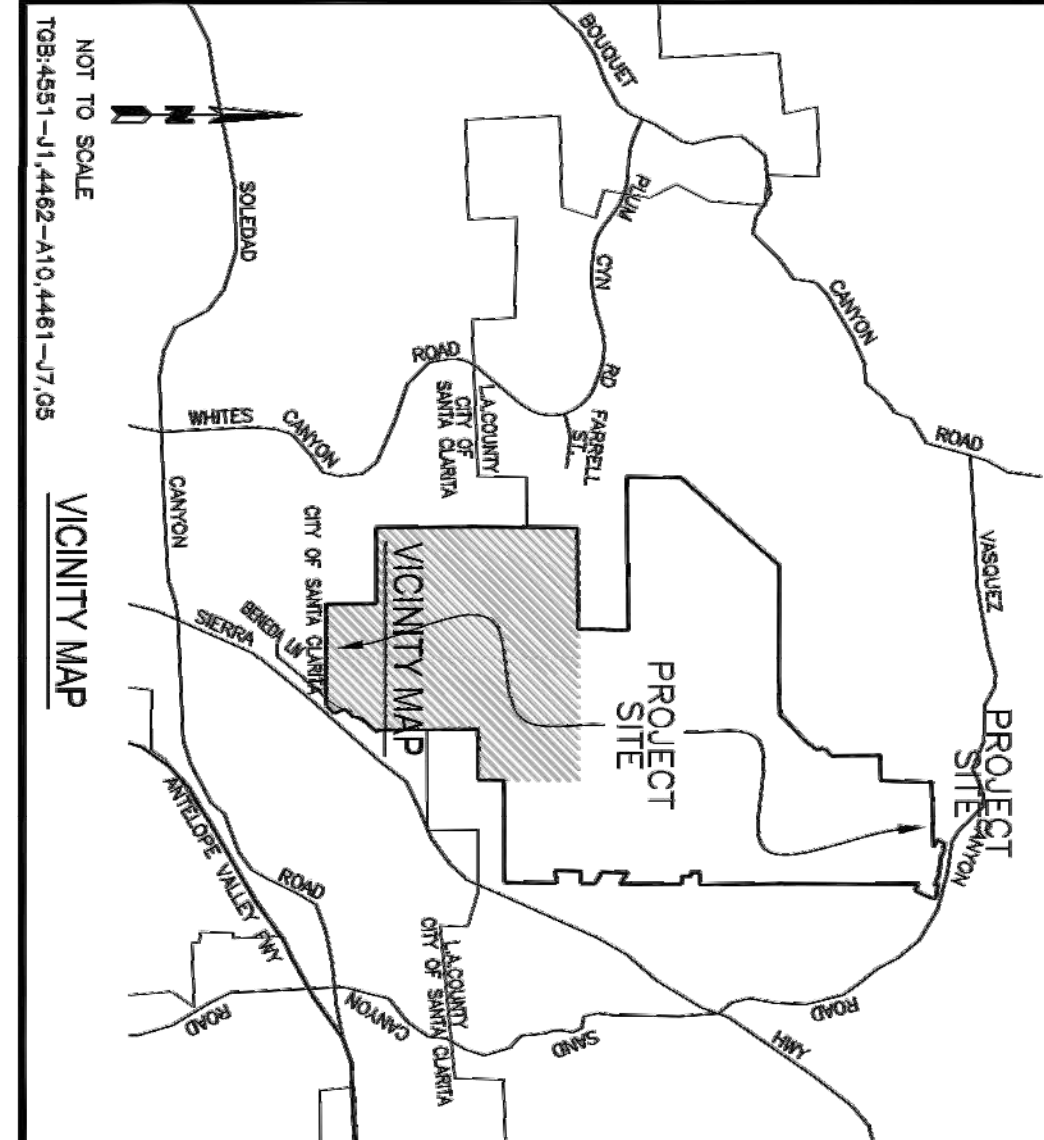 BOUQUET
CANYON
ROAD
VASQUEZ
CANYON
ROAD
PLUM
CYN
RD
FARRELL
ST.
ROAD
CANYON
WHITES
L.A.COUNTY
CITY OF
SANTA CLARITA
PROJECT
SITE
PROJECT
SITE
VICINITY MAP
CITY OF SANTA CLARITA
BENEDA LN
SIERRA
HWY
SOLEDAD
CANYON
ROAD
ANTELOPE VALLEY FWY
L.A.COUNTY
CITY OF SANTA CLARITA
SAND
CANYON
ROAD
NOT TO SCALE
N
TGB:4551-J1,4462-A10,4461-J7,G5
VICINITY MAP